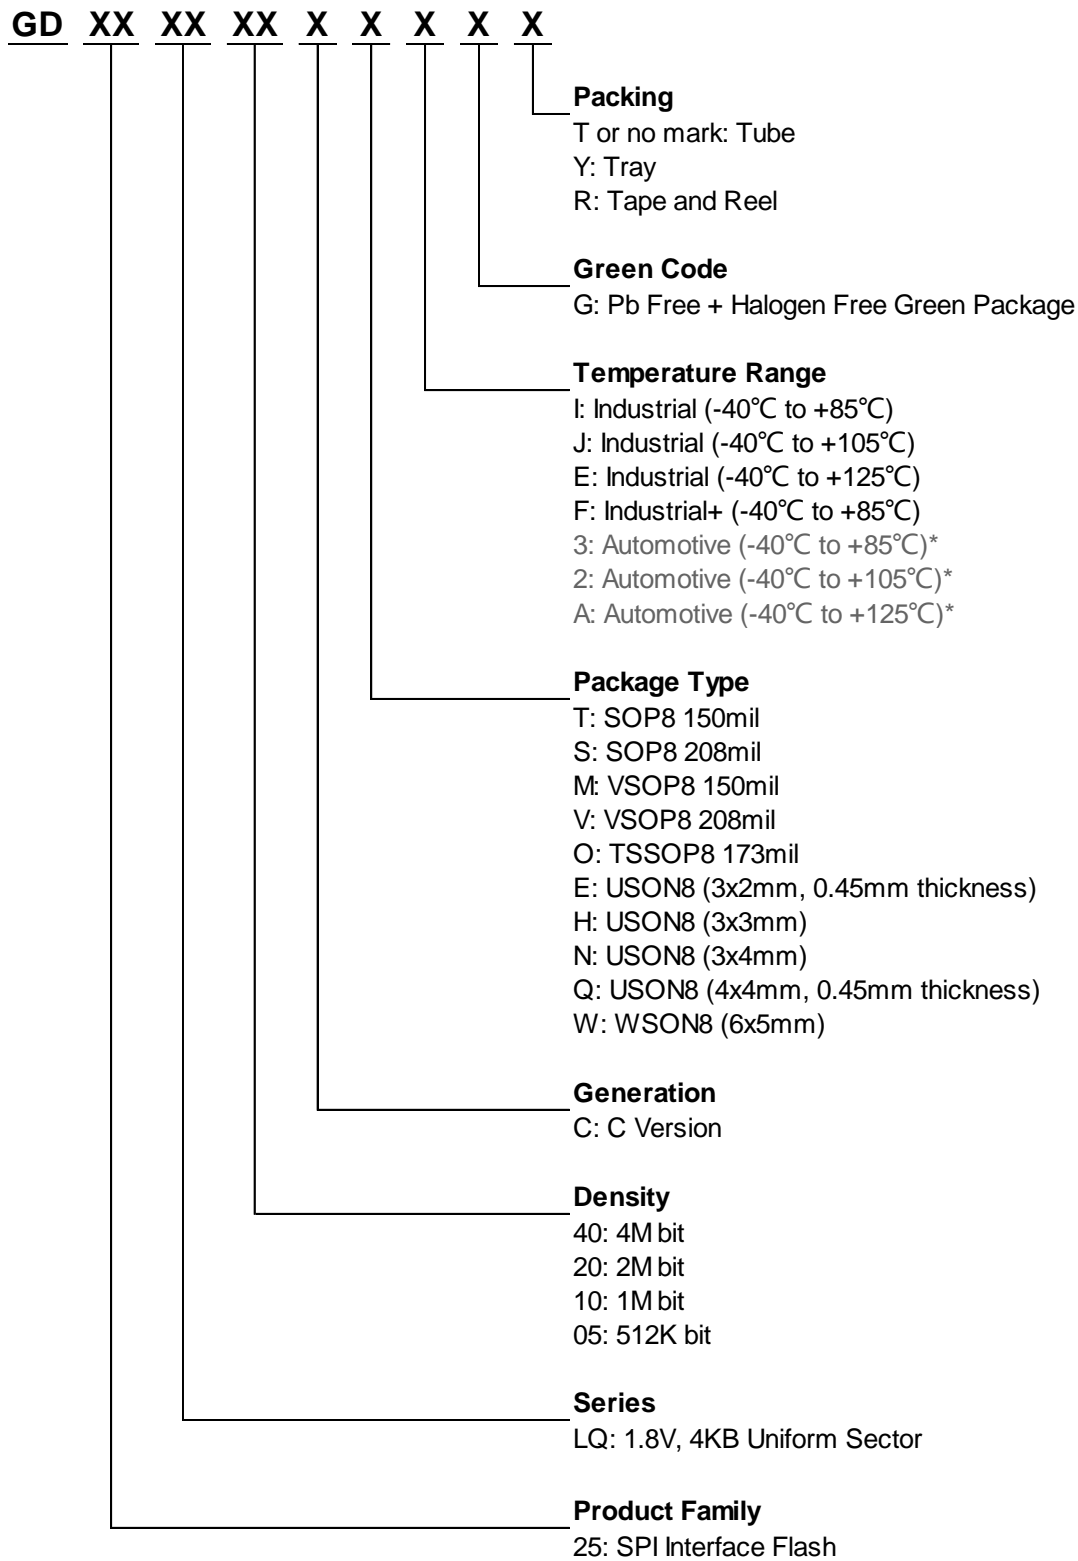 GD XX XX XX X X X X X
Packing
T or no mark: Tube
Y: Tray
R: Tape and Reel
Green Code
G: Pb Free + Halogen Free Green Package
Temperature Range
I: Industrial (-40℃ to +85℃)
J: Industrial (-40℃ to +105℃)
E: Industrial (-40℃ to +125℃)
F: Industrial+ (-40℃ to +85℃)
3: Automotive (-40℃ to +85℃)*
2: Automotive (-40℃ to +105℃)*
A: Automotive (-40℃ to +125℃)*
Package Type
T: SOP8 150mil
S: SOP8 208mil
M: VSOP8 150mil
V: VSOP8 208mil
O: TSSOP8 173mil
E: USON8 (3x2mm, 0.45mm thickness)
H: USON8 (3x3mm)
N: USON8 (3x4mm)
Q: USON8 (4x4mm, 0.45mm thickness)
W: WSON8 (6x5mm)
Generation
C: C Version
Density
40: 4M bit
20: 2M bit
10: 1M bit
05: 512K bit
Series
LQ: 1.8V, 4KB Uniform Sector
Product Family
25: SPI Interface Flash